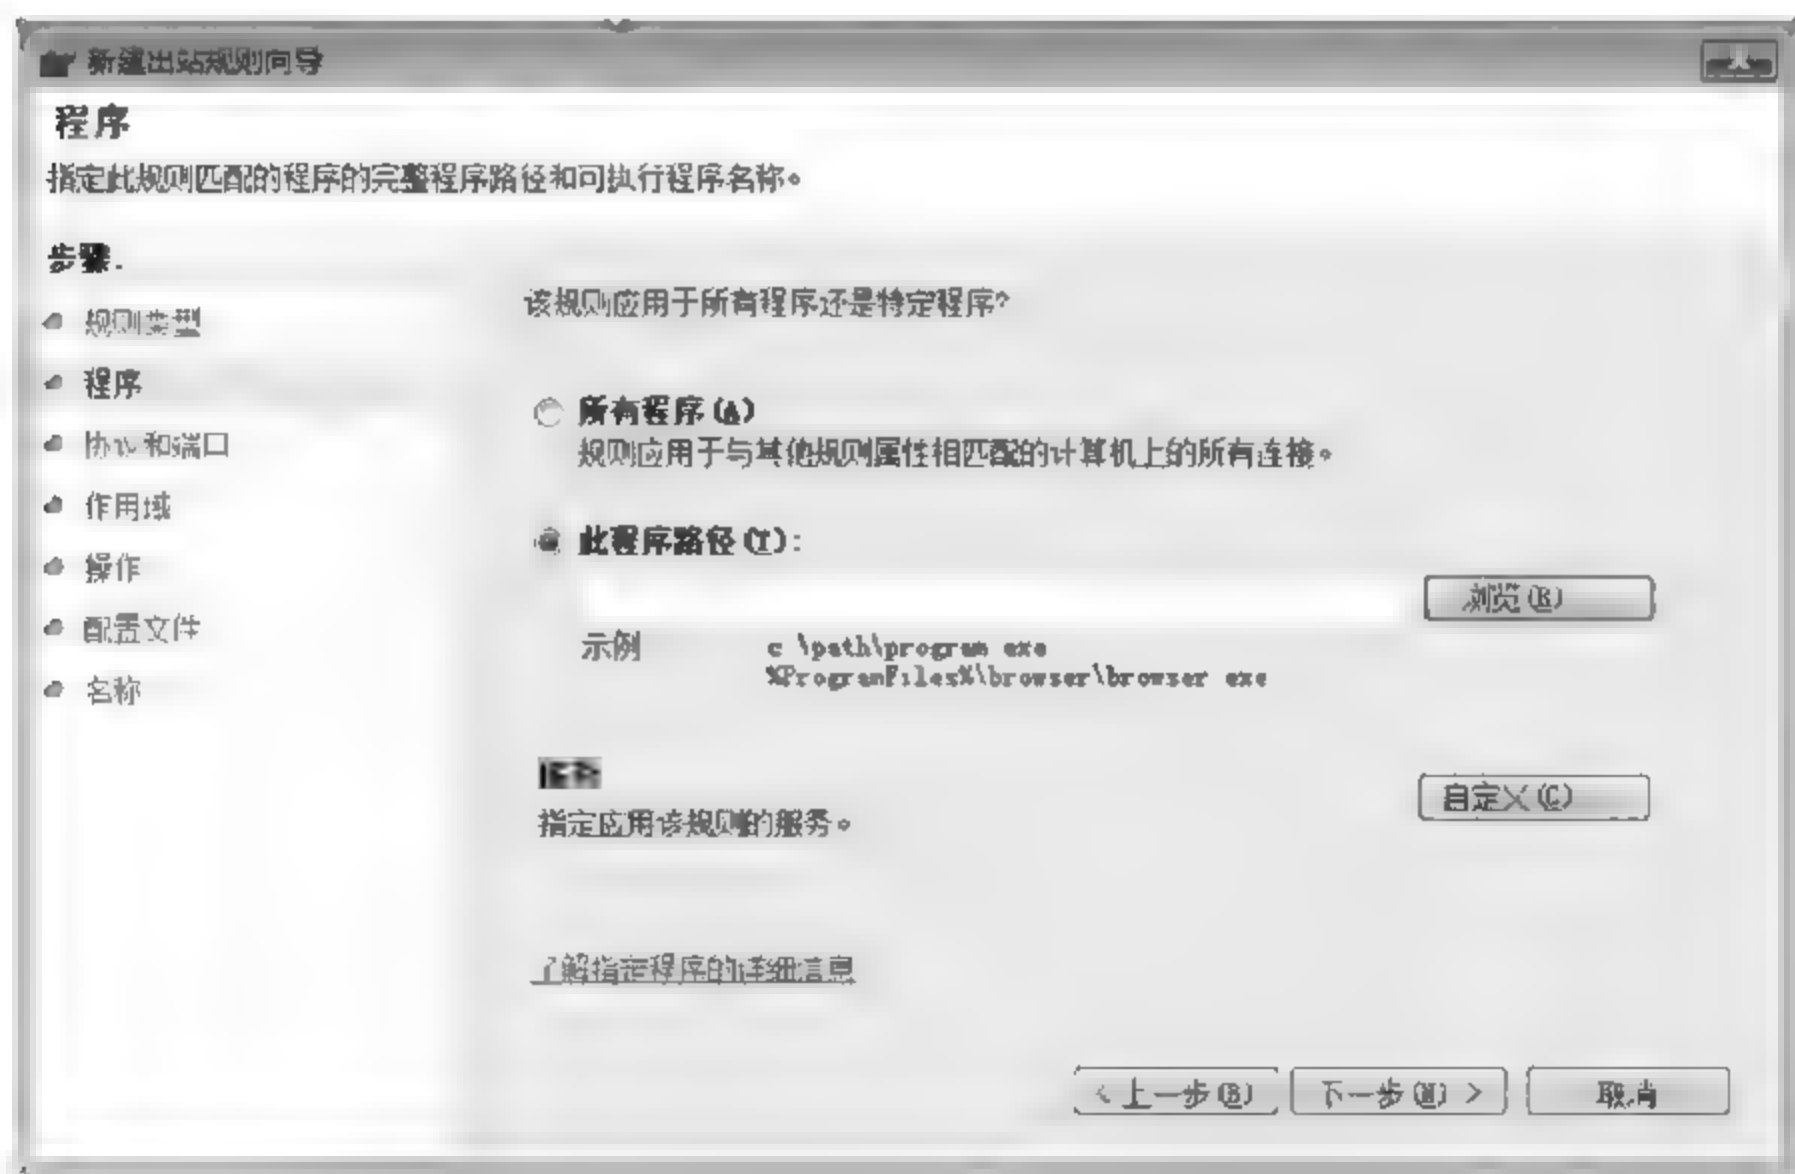 新建出站规则向导
程序
指定此规则匹配的程序的完整程序路径和可执行程序名称。
步骤:
规则类型
程序
协议和端口
作用域
操作
配置文件
名称
该规则应用于所有程序还是特定程序?
所有程序(A)
规则应用于与其他规则属性相匹配的计算机上的所有连接。
此程序路径(T):
浏览(R)
示例 c \path\program exe
%ProgramFiles%\browser\browser exe
自定义(C)
指定应用该规则的服务。
了解指定程序的详细信息
< 上一步(B) 下一步(N) > 取消